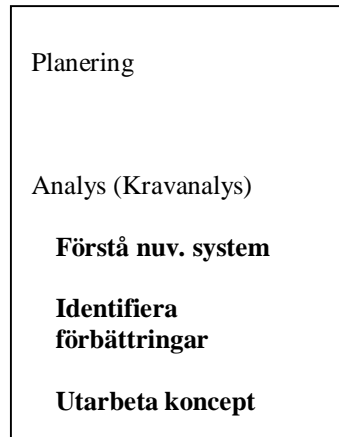 Planering
Analys (Kravanalys)
Förstå nuv. system
Identifiera
förbättringar
Utarbeta koncept